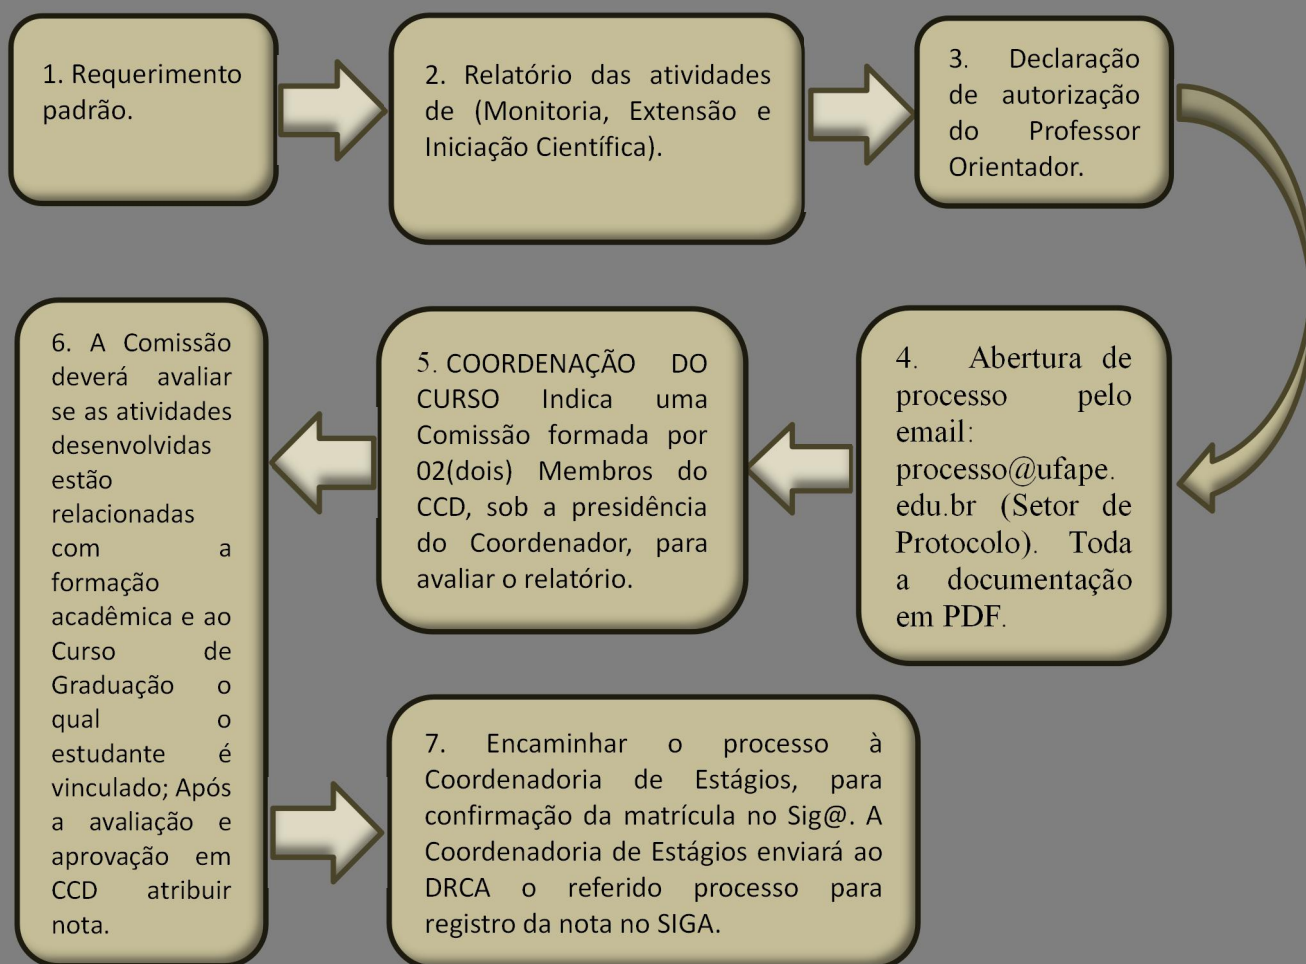 1. Requerimento
padrão.
2. Relatório das atividades
de (Monitoria, Extensão e
Iniciação Científica).
3. Declaração
de autorização
do Professor
Orientador.
4. Abertura de
processo pelo
email:
processo@ufape.
edu.br (Setor de
Protocolo). Toda
a documentação
em PDF.
5. COORDENAÇÃO DO
CURSO Indica uma
Comissão formada por
02(dois) Membros do
CCD, sob a presidência
do Coordenador, para
avaliar o relatório.
6. A Comissão
deverá avaliar
se as atividades
desenvolvidas
estão
relacionadas
com a
formação
acadêmica e ao
Curso de
Graduação o
qual o
estudante é
vinculado; Após
a avaliação e
aprovação em
CCD atribuir
nota.
7. Encaminhar o processo à
Coordenadoria de Estágios, para
confirmação da matrícula no Sig@. A
Coordenadoria de Estágios enviará ao
DRCA o referido processo para
registro da nota no SIGA.